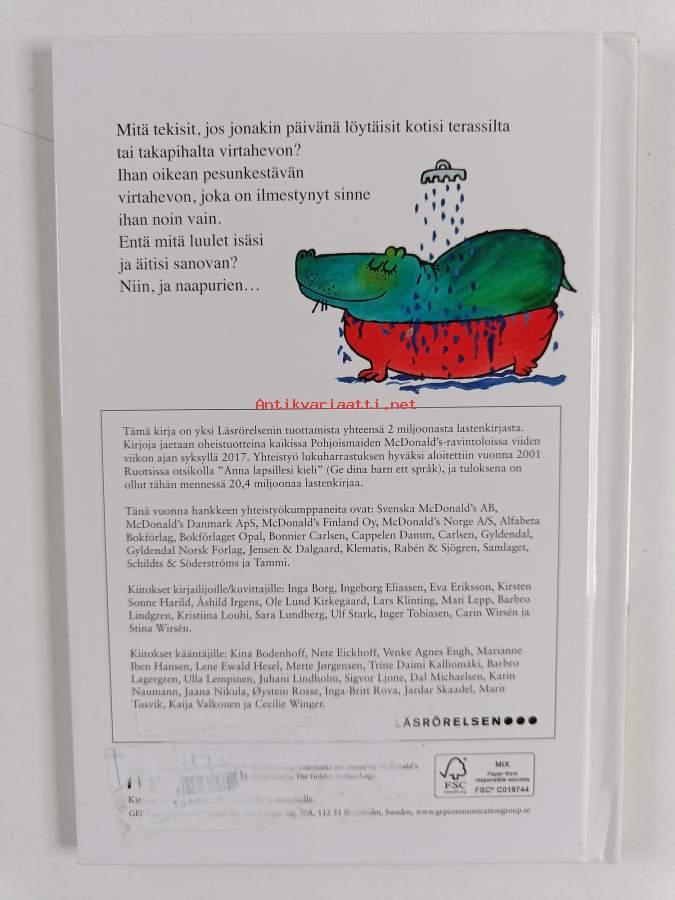 Mitä tekisit, jos jonakin päivänä löytäisit kotisi terassilta
tai takapihalta virtahevon?
Ihan oikean pesunkestävän
virtahevon, joka on ilmestynyt sinne
ihan noin vain.
Entä mitä luulet isäsi
ja äitisi sanovan?
Niin, ja naapurien…
Antikvariaatti.net
Tämä kirja on yksi Läsrörelsenin tuottamista yhteensä 2 miljoonasta lastenkirjasta.
Kirjoja jaetaan oheistuotteina kaikissa Pohjoismaiden McDonald's-ravintoloissa viiden
viikon ajan syksyllä 2017. Yhteistyö lukuharrastuksen hyväksi aloitettiin vuonna 2001
Ruotsissa otsikolla "Anna lapsillesi kieli" (Ge dina barn ett språk), ja tuloksena on
ollut tähän mennessä 20,4 miljoonaa lastenkirjaa.
Tänä vuonna hankkeen yhteistyökumppaneita ovat: Svenska McDonald's AB,
McDonald's Danmark ApS, McDonald's Finland Oy, McDonald's Norge A/S, Alfabeta
Bokförlag, Bokförlaget Opal, Bonnier Carlsen, Cappelen Damm, Carlsen, Gyldendal,
Gyldendal Norsk Forlag, Jensen & Dalgaard, Klematis, Rabén & Sjögren, Samlaget,
Schildts & Söderströms ja Tammi.
Kiitokset kirjailijoille/kuvittajille: Inga Borg, Ingeborg Eliassen, Eva Eriksson, Kirsten
Sonne Harild, Åshild Irgens, Ole Lund Kirkegaard, Lars Klinting, Mati Lepp, Barbro
Lindgren, Kristiina Louhi, Sara Lundberg, Ulf Stark, Inger Tobiasen, Carin Wirsén ja
Stina Wirsén.
Kiitokset kääntäjille: Kina Bodenhoff, Nete Eickhoff, Venke Agnes Engh, Marianne
Iben Hansen, Lene Ewald Hesel, Mette Jørgensen, Trine Daimi Kalliomäki, Barbro
Lagergren, Ulla Lempinen, Juhani Lindholm, Sigvor Ljone, Dal Michaelsen, Karin
Naumann, Jaana Nikula, Øystein Rosse, Inga-Britt Rova, Jardar Skaadel, Marit
Tusvik, Kaija Valkonen ja Cecilie Winger.
LÄSRÖRELSEN
trademarks are owned by McDonald's
The Golden Arches Logo.
112 51 Stockholm, Sweden, www.gepcommunicationgroup.se
FSC
www.fsc.org
MIX
Paper from
responsible sources
FSC® C018744